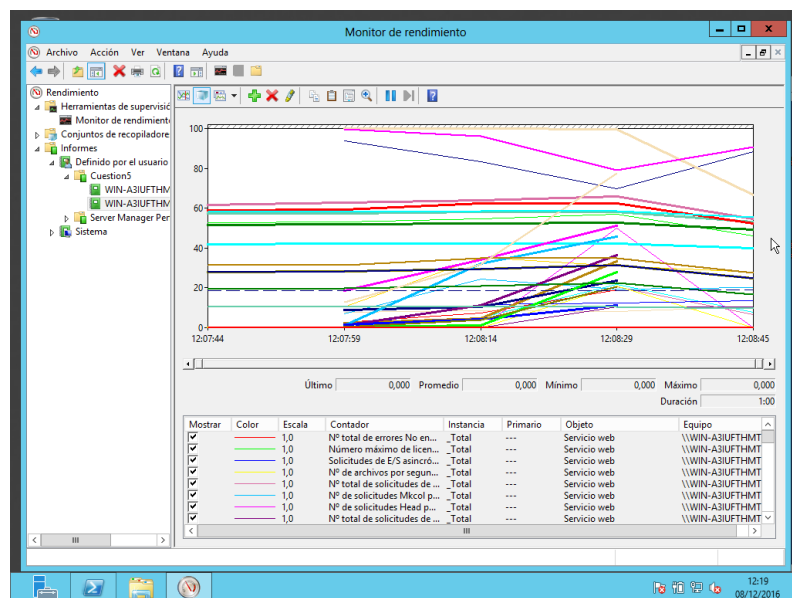 Monitor de rendimiento
Archivo Acción Ver Ventana Ayuda
Rendimiento
Herramientas de supervisió
Monitor de rendimient
Conjuntos de recopiladore
Informes
Definido por el usuario
Cuestion5
WIN-A3IUFTHM
WIN-A3IUFTHM
Server Manager Per
Sistema
100
80
60
40
20
0
12:07:44 12:07:59 12:08:14 12:08:29 12:08:45
Último 0,000 Promedio 0,000 Mínimo 0,000 Máximo 0,000
Duración 1:00
Mostrar Color Escala Contador Instancia Primario Objeto Equipo
1,0 Nº total de errores No en... _Total --- Servicio web \\WIN-A3IUFTHMT
1,0 Número máximo de licen... _Total --- Servicio web \\WIN-A3IUFTHMT
1,0 Solicitudes de E/S asincró... _Total --- Servicio web \\WIN-A3IUFTHMT
1,0 Nº de archivos por segun... _Total --- Servicio web \\WIN-A3IUFTHMT
1,0 Nº total de solicitudes de ... _Total --- Servicio web \\WIN-A3IUFTHMT
1,0 Nº de solicitudes Mkcol p... _Total --- Servicio web \\WIN-A3IUFTHMT
1,0 Nº de solicitudes Head p... _Total --- Servicio web \\WIN-A3IUFTHMT
1,0 Nº total de solicitudes de ... _Total --- Servicio web \\WIN-A3IUFTHMT
12:19
08/12/2016